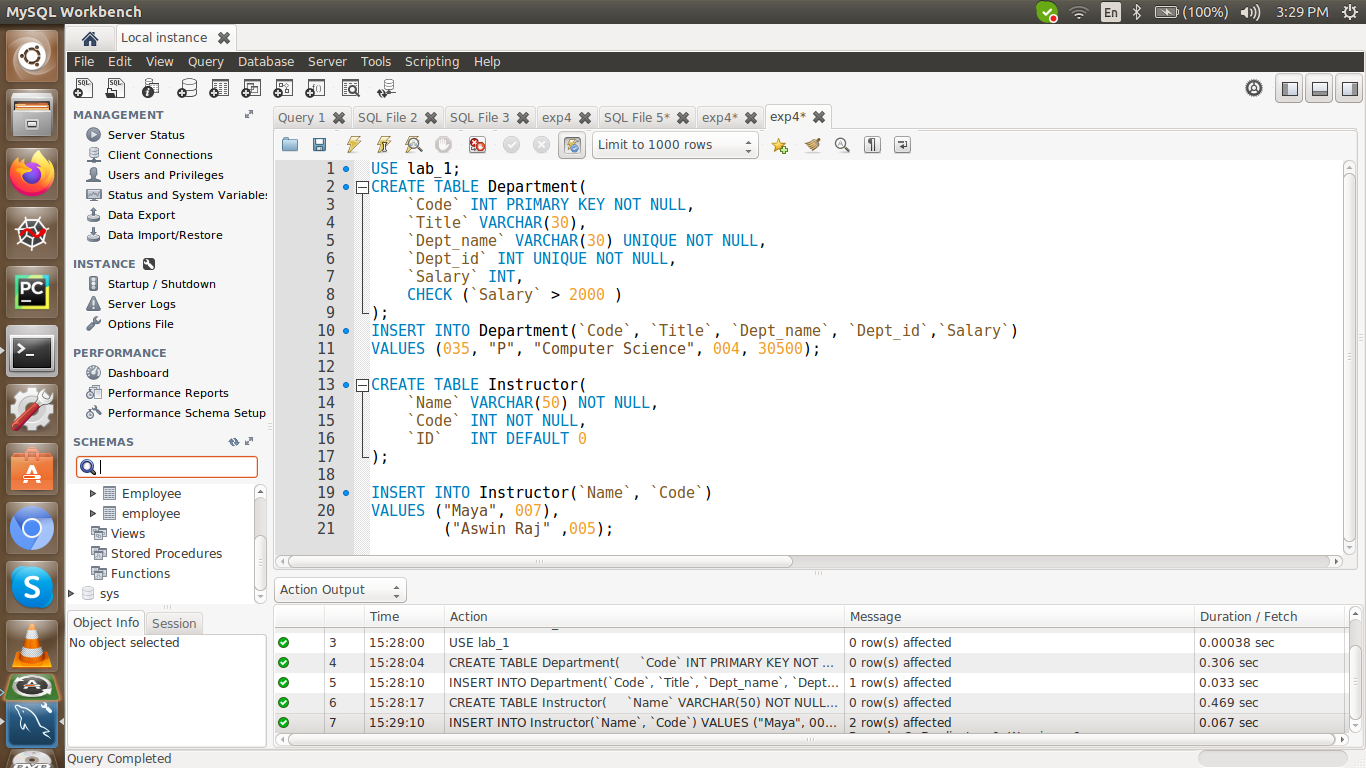 MySQL Workbench
En
(100%)
3:29 PM
Local instance
File Edit View Query Database Server Tools Scripting Help
MANAGEMENT
Server Status
Client Connections
Users and Privileges
Status and System Variables
Data Export
Data Import/Restore
INSTANCE
Startup / Shutdown
Server Logs
Options File
PERFORMANCE
Dashboard
Performance Reports
Performance Schema Setup
SCHEMAS
Employee
employee
Views
Stored Procedures
Functions
sys
Object Info Session
No object selected
Query 1 SQL File 2 SQL File 3 exp4 SQL File 5* exp4* exp4*
Limit to 1000 rows
1 USE lab_1;
2 CREATE TABLE Department(
3 `Code` INT PRIMARY KEY NOT NULL,
4 `Title` VARCHAR(30),
5 `Dept_name` VARCHAR(30) UNIQUE NOT NULL,
6 `Dept_id` INT UNIQUE NOT NULL,
7 `Salary` INT,
8 CHECK (`Salary` > 2000 )
9 );
10 INSERT INTO Department(`Code`, `Title`, `Dept_name`, `Dept_id`,`Salary`)
11 VALUES (035, "P", "Computer Science", 004, 30500);
12
13 CREATE TABLE Instructor(
14 `Name` VARCHAR(50) NOT NULL,
15 `Code` INT NOT NULL,
16 `ID` INT DEFAULT 0
17 );
18
19 INSERT INTO Instructor(`Name`, `Code`)
20 VALUES ("Maya", 007),
21 ("Aswin Raj" ,005);
Action Output
Time Action Message Duration / Fetch
3 15:28:00 USE lab_1 0 row(s) affected 0.00038 sec
4 15:28:04 CREATE TABLE Department( `Code` INT PRIMARY KEY NOT ... 0 row(s) affected 0.306 sec
5 15:28:10 INSERT INTO Department(`Code`, `Title`, `Dept_name`, `Dept... 1 row(s) affected 0.033 sec
6 15:28:17 CREATE TABLE Instructor( `Name` VARCHAR(50) NOT NULL... 0 row(s) affected 0.469 sec
7 15:29:10 INSERT INTO Instructor(`Name`, `Code`) VALUES ("Maya", 00... 2 row(s) affected 0.067 sec
Query Completed
PC